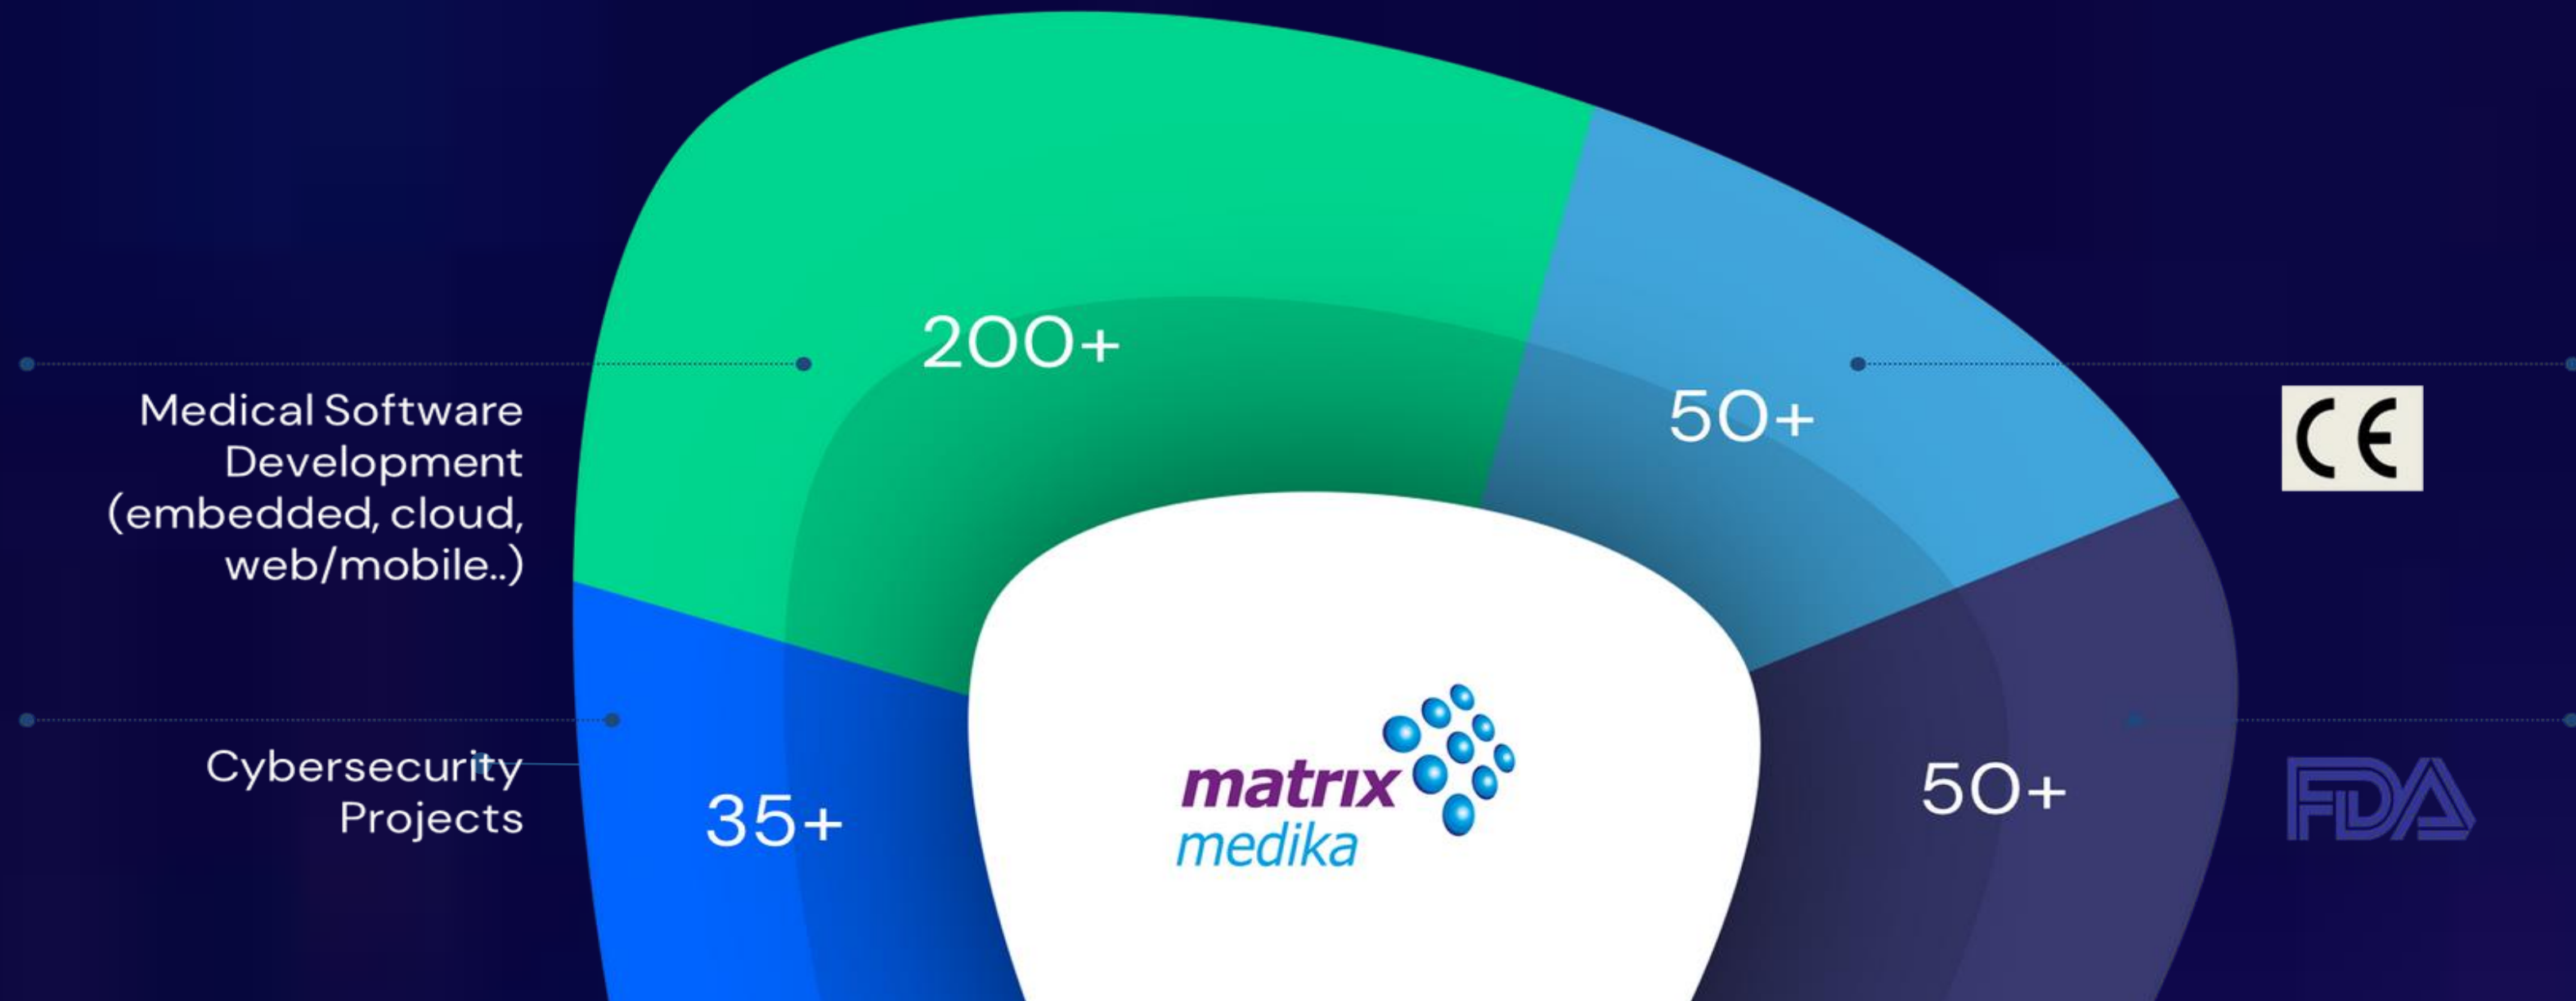 200+
50+
Medical Software
Development
(embedded, cloud,
web/mobile..)
CE
Cybersecurity
Projects
35+
matrix
medika
50+
FDA